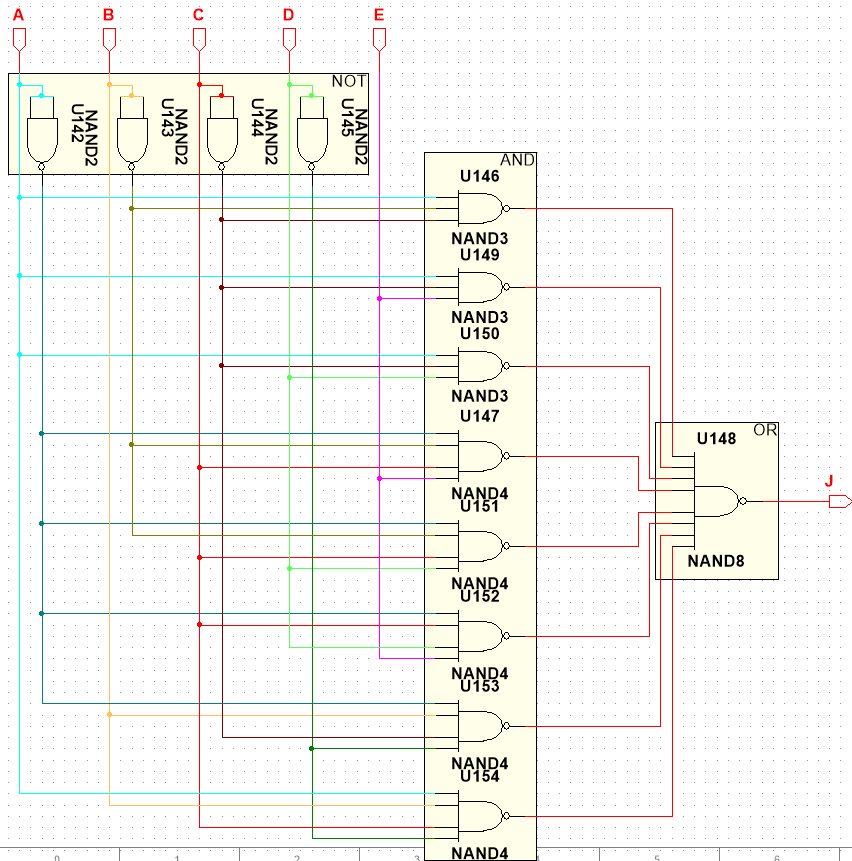 A B C D E
NOT
U142 NAND2
U143 NAND2
U144 NAND2
U145 NAND2
AND
U146
NAND3
U149
NAND3
U150
NAND3
U147
NAND4
U151
NAND4
U152
NAND4
U153
NAND4
U154
NAND4
OR
U148
NAND8
J
0 1 2 3 4 5 6